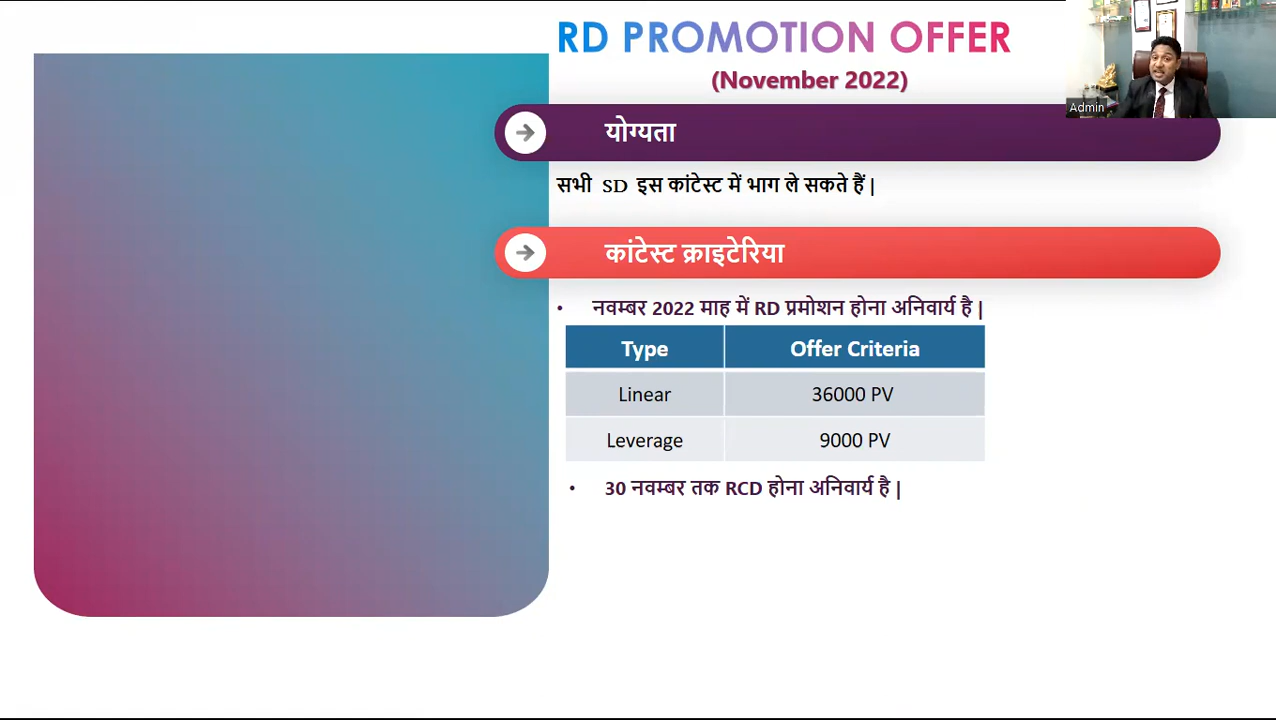 RD PROMOTION OFFER
(November 2022)
Admin
योग्यता
सभी SD इस कांटेस्ट में भाग ले सकते हैं |
कांटेस्ट क्राइटेरिया
• नवम्बर 2022 माह में RD प्रमोशन होना अनिवार्य है |
Type Offer Criteria
Linear 36000 PV
Leverage 9000 PV
• 30 नवम्बर तक RCD होना अनिवार्य है |